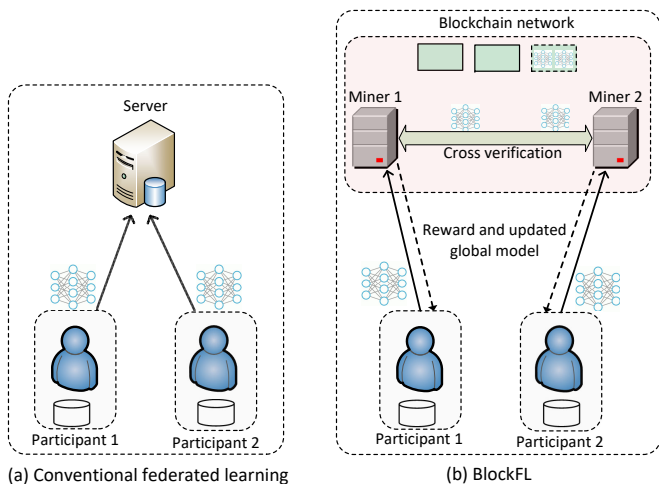 Server
Participant 1
Participant 2
(a) Conventional federated learning
Blockchain network
Miner 1
Miner 2
Cross verification
Reward and updated
global model
Participant 1
Participant 2
(b) BlockFL